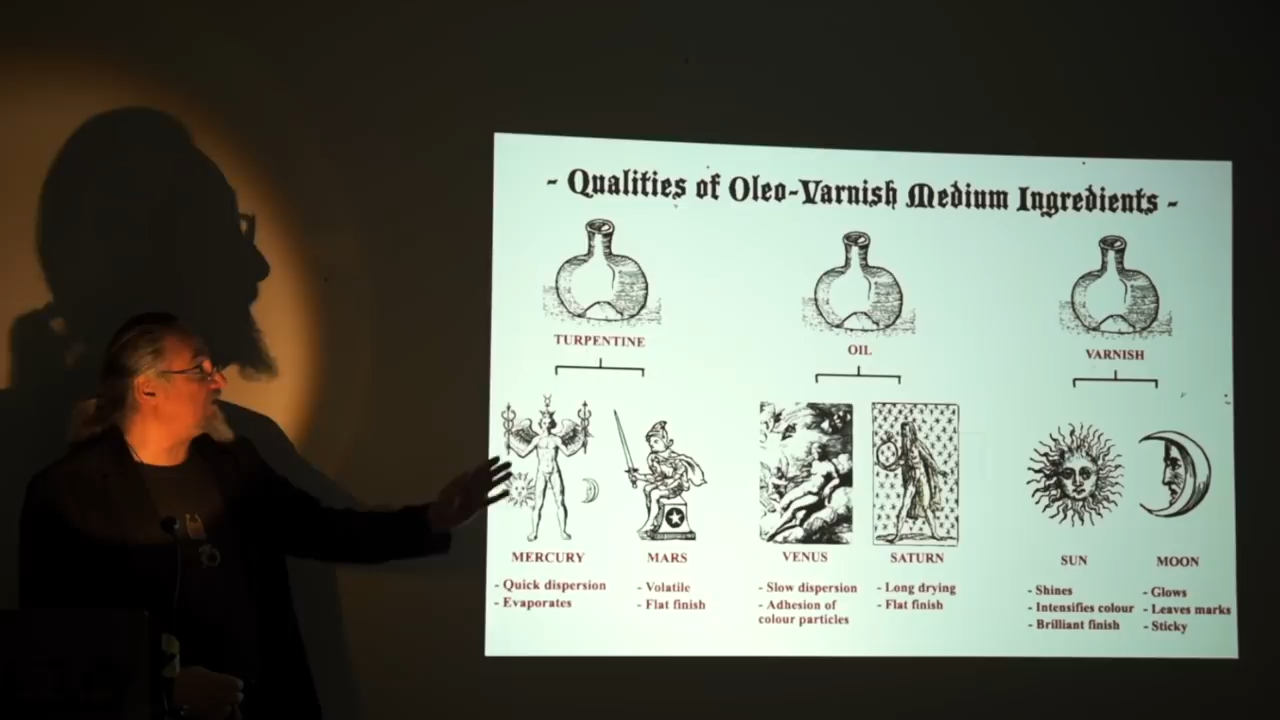 - Qualities of Oleo-Varnish Medium Ingredients -
TURPENTINE
OIL
VARNISH
MERCURY
- Quick dispersion
- Evaporates
MARS
- Volatile
- Flat finish
VENUS
- Slow dispersion
- Adhesion of
colour particles
SATURN
- Long drying
- Flat finish
SUN
- Shines
- Intensifies colour
- Brilliant finish
MOON
- Glows
- Leaves marks
- Sticky